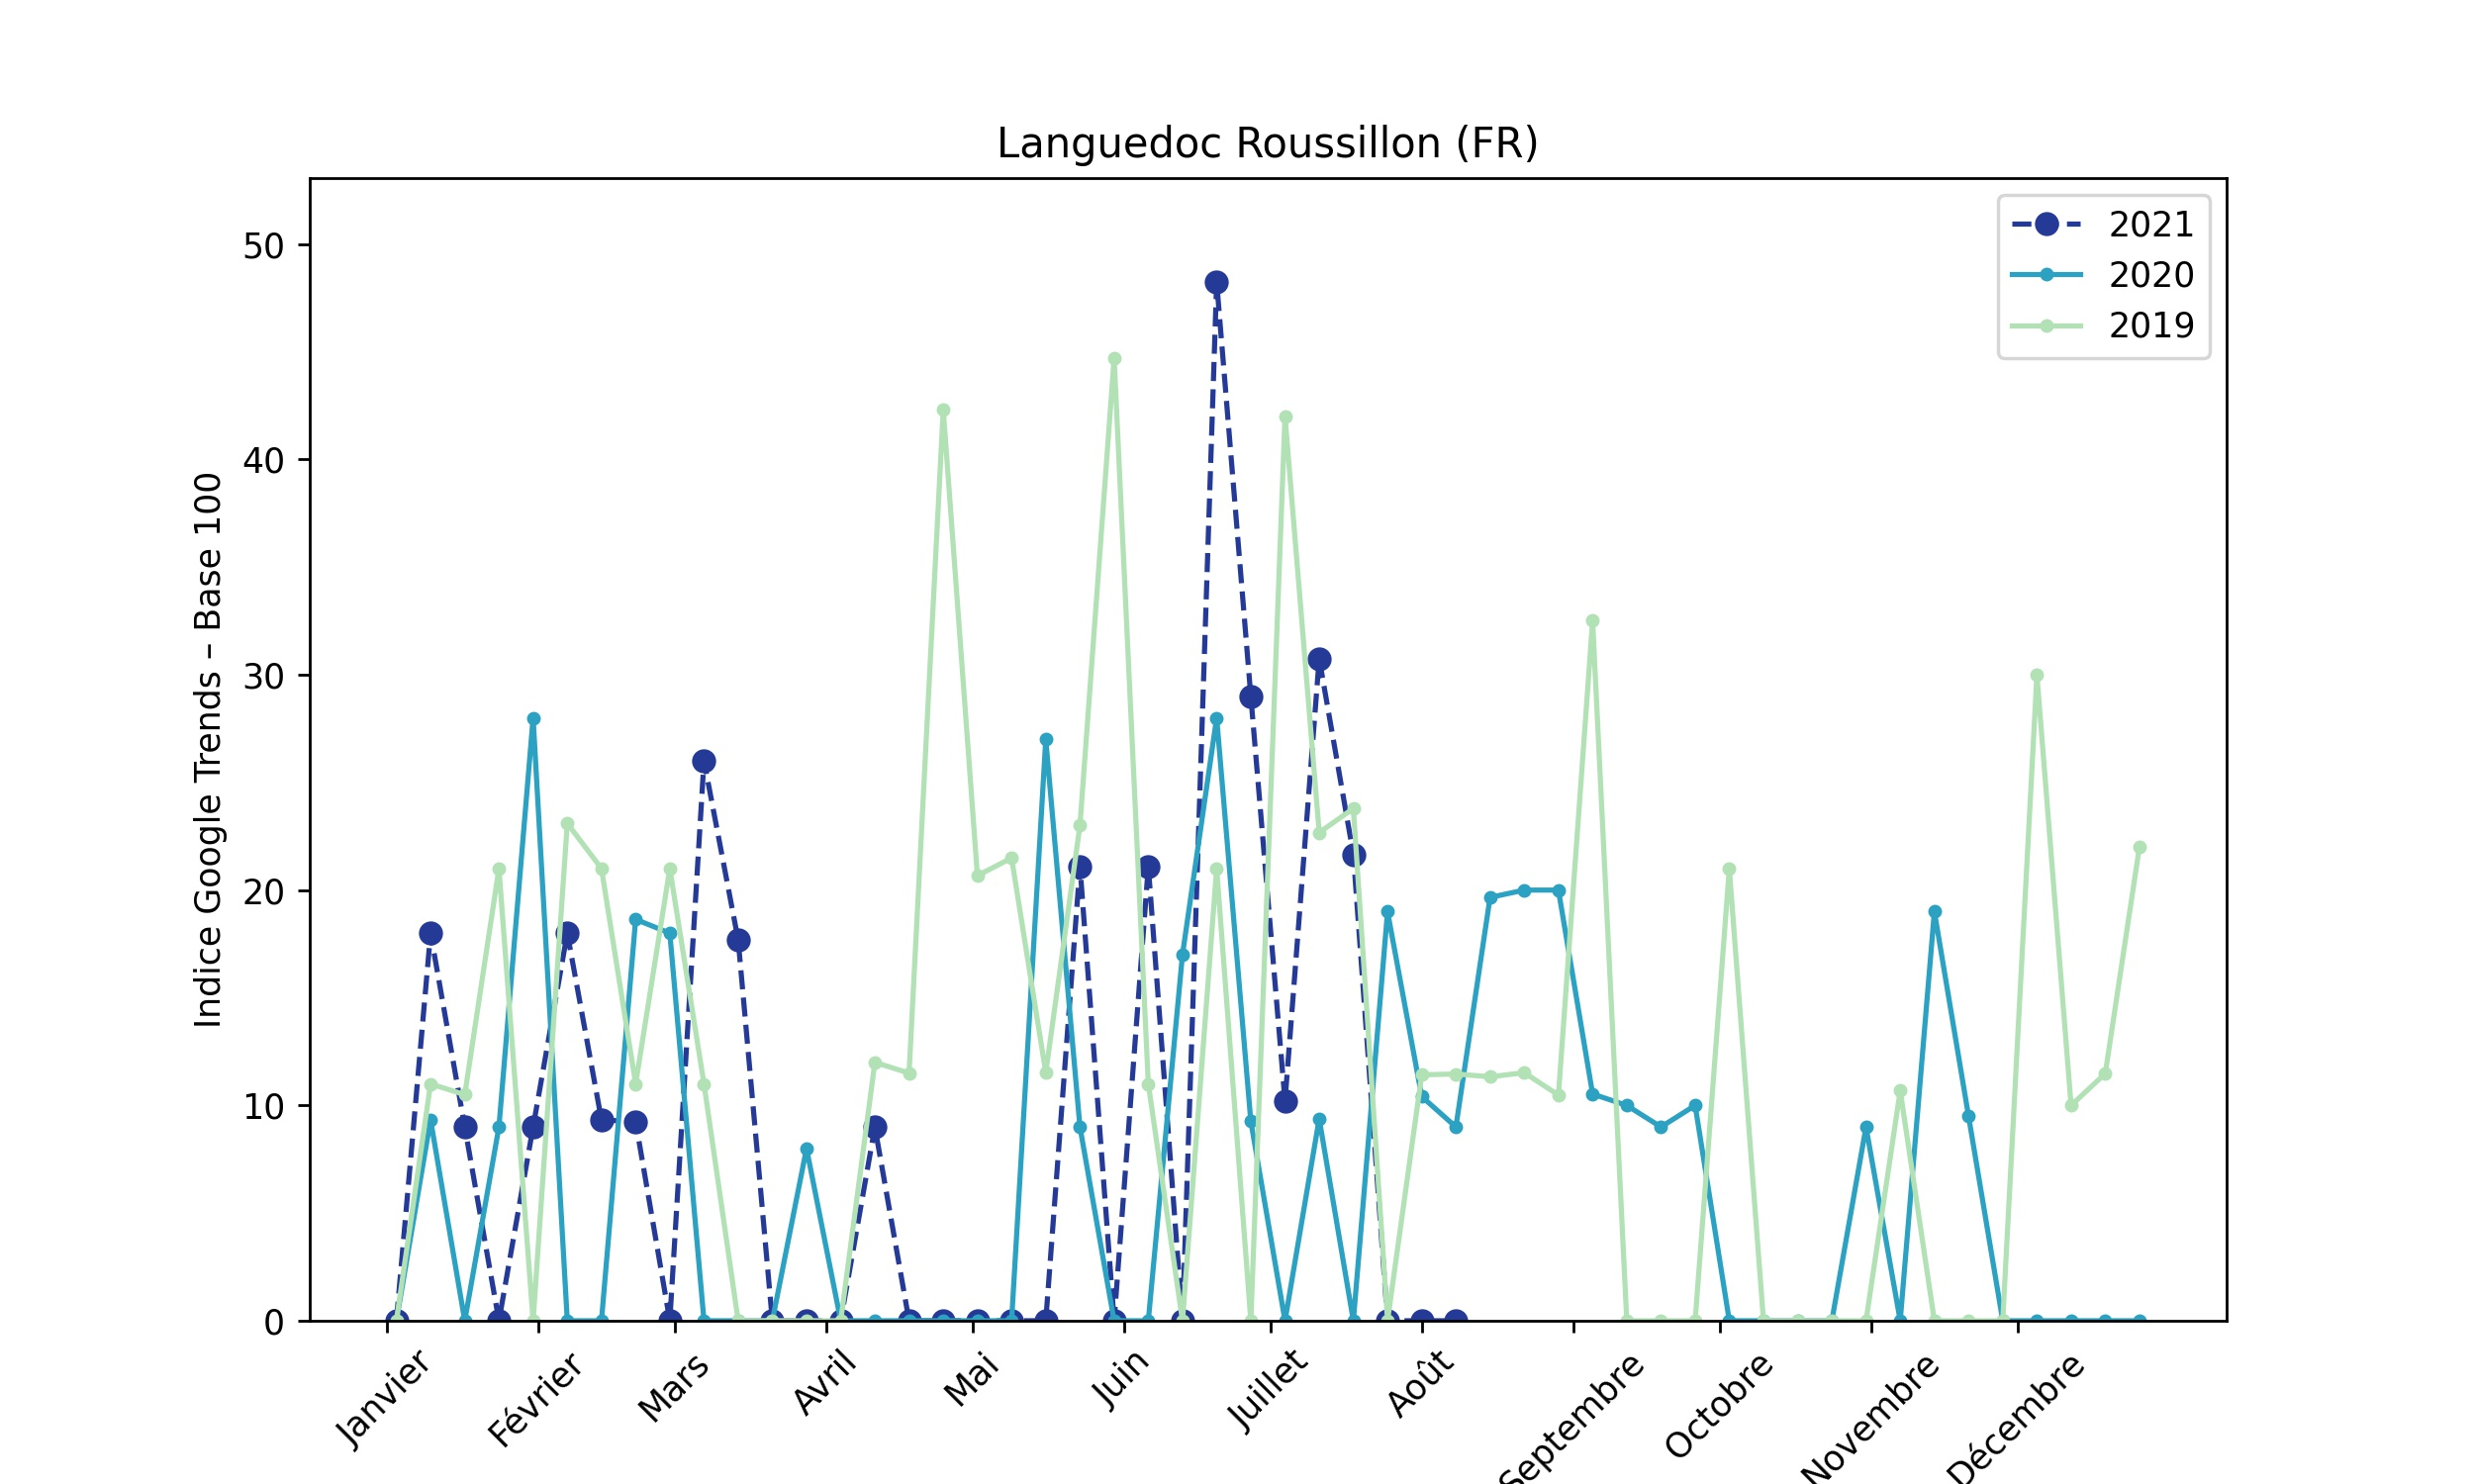 Languedoc Roussillon (FR)
2021
2020
2019
Indice Google Trends – Base 100
50
40
30
20
10
0
Janvier
Février
Mars
Avril
Mai
Juin
Juillet
Août
Septembre
Octobre
Novembre
Décembre